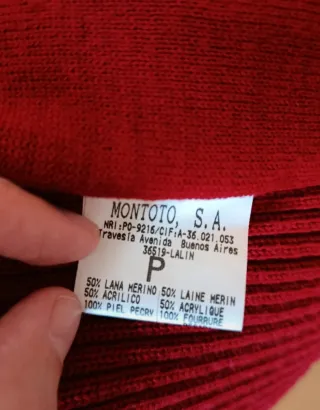 MONTOTO, S.A.
NRI:PO-9216/CIF:A-36.021.053
Travesía Avenida Buenos Aires
36519-LALIN
P
50% LANA MERINO 50% LAINE MERIN
50% ACRILICO 50% ACRYLIQUE
100% PIEL PECRY 100% FOURRURE